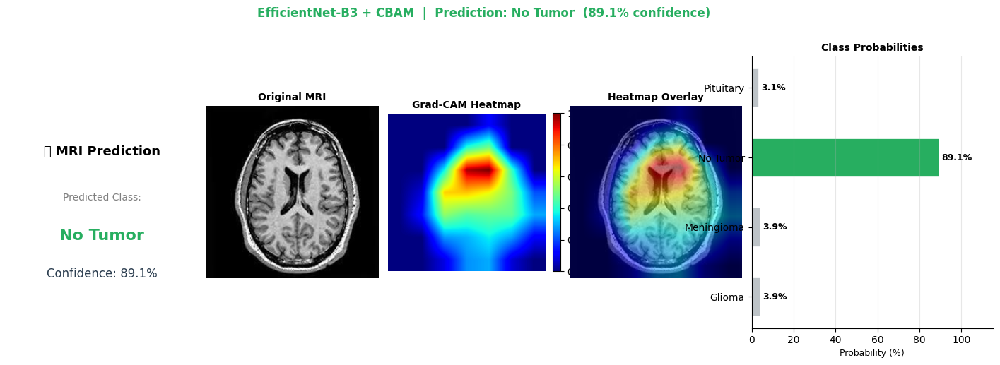 EfficientNet-B3 + CBAM | Prediction: No Tumor (89.1% confidence)
MRI Prediction
Predicted Class:
No Tumor
Confidence: 89.1%
Original MRI
Grad-CAM Heatmap
Heatmap Overlay
Class Probabilities
Pituitary
3.1%
No Tumor
89.1%
Meningioma
3.9%
Glioma
3.9%
0 20 40 60 80 100
Probability (%)